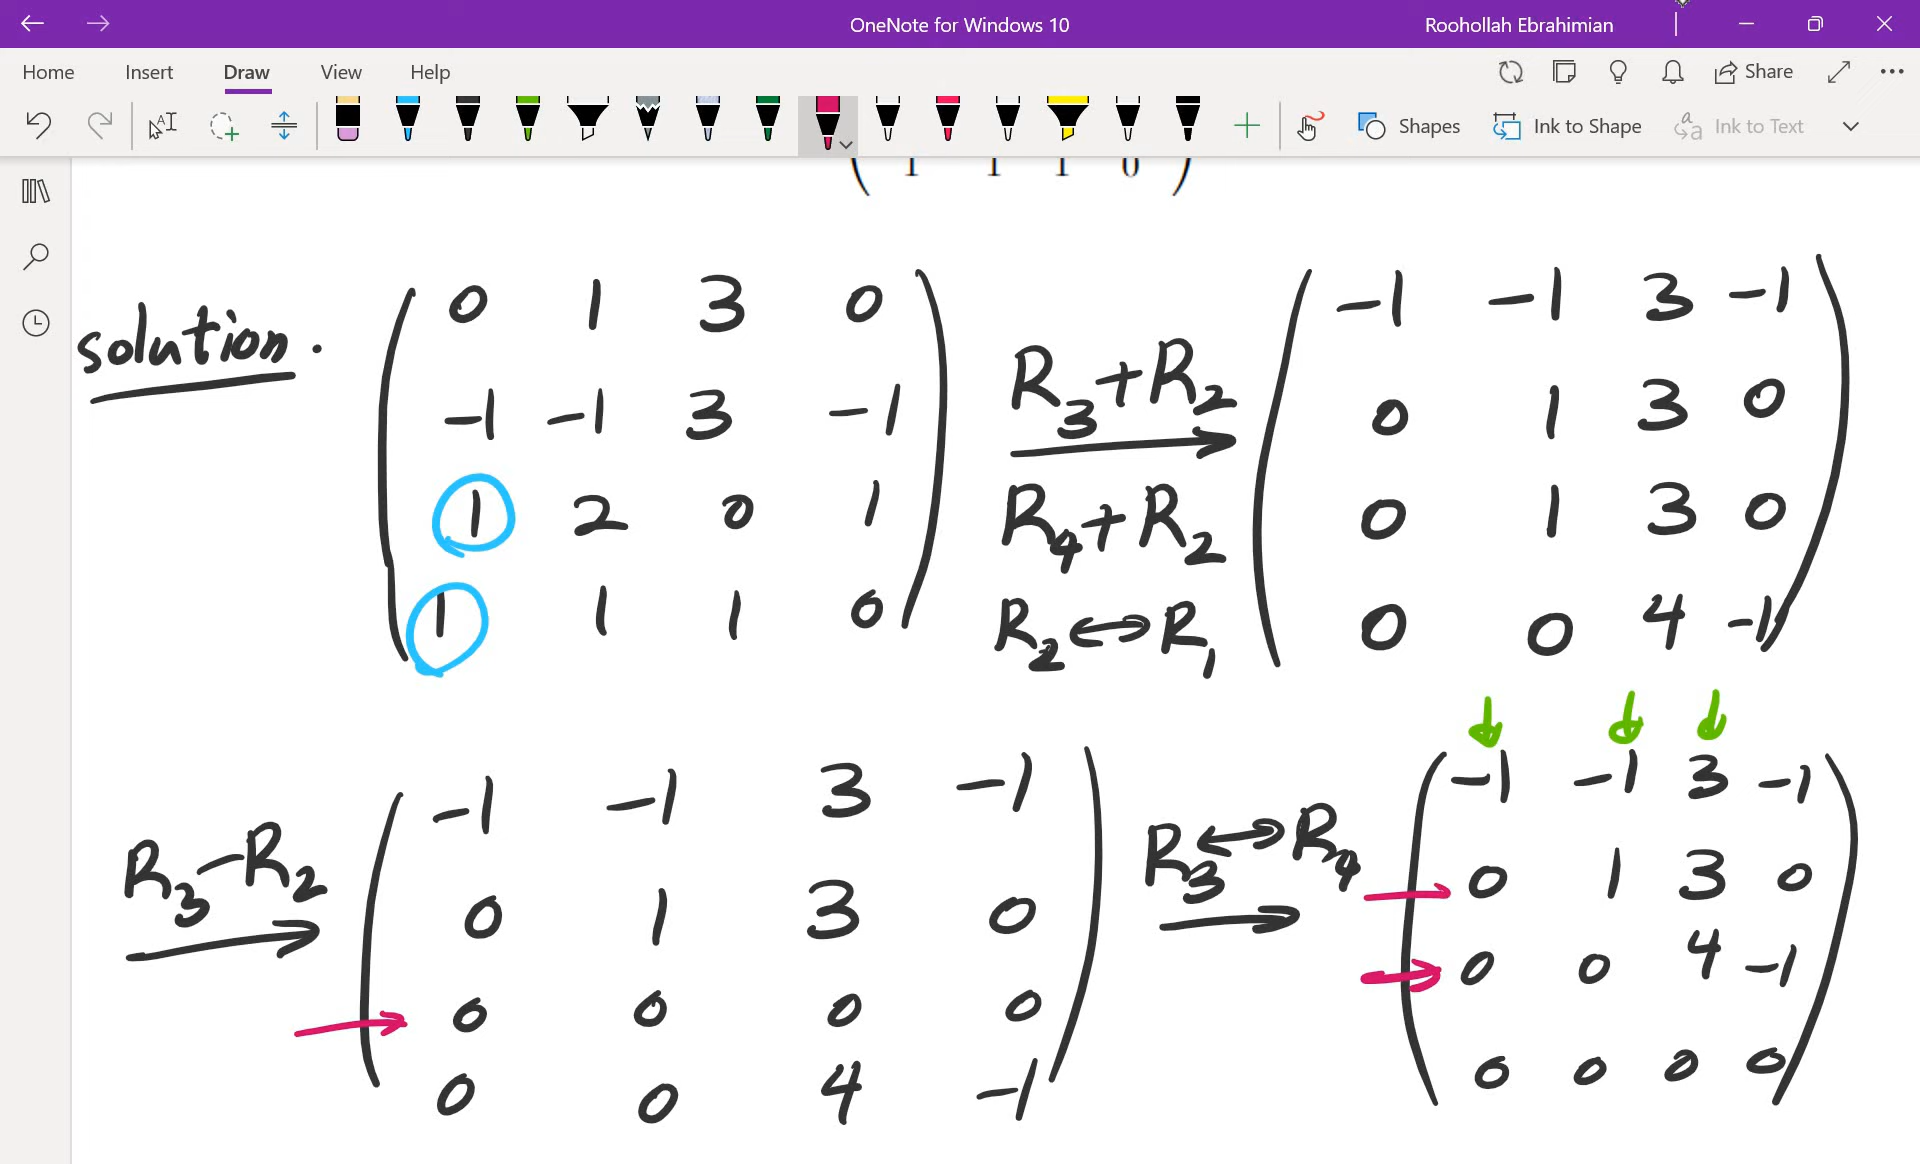 OneNote for Windows 10 Roohollah Ebrahimian
Home Insert Draw View Help Share
Shapes Ink to Shape Ink to Text
1 1 1 0
solution.
0 1 3 0
-1 -1 3 -1
1 2 0 1
1 1 1 0
R₃+R₂
R₄+R₂
R₂↔R₁
-1 -1 3 -1
0 1 3 0
0 1 3 0
0 0 4 -1
R₃-R₂
-1 -1 3 -1
0 1 3 0
0 0 0 0
0 0 4 -1
R₃↔R₄
-1 -1 3 -1
0 1 3 0
0 0 4 -1
0 0 0 0